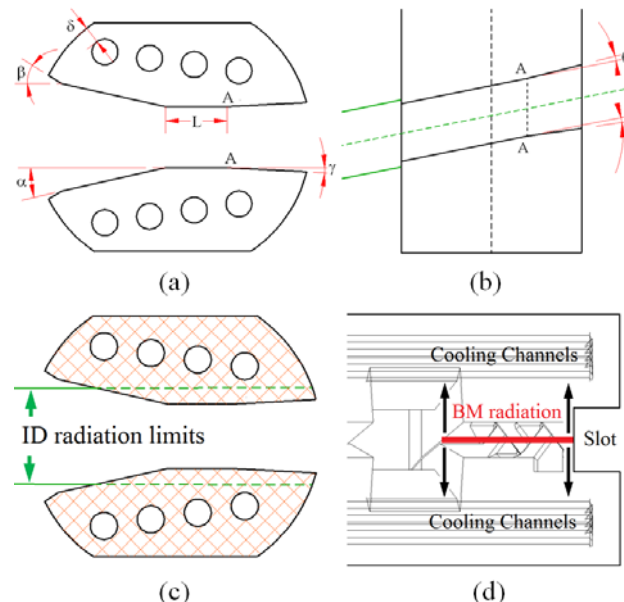 δ
β
A
L
A
α
γ
(a)
A
A
(b)
ID radiation limits
(c)
Cooling Channels
BM radiation
Slot
Cooling Channels
(d)